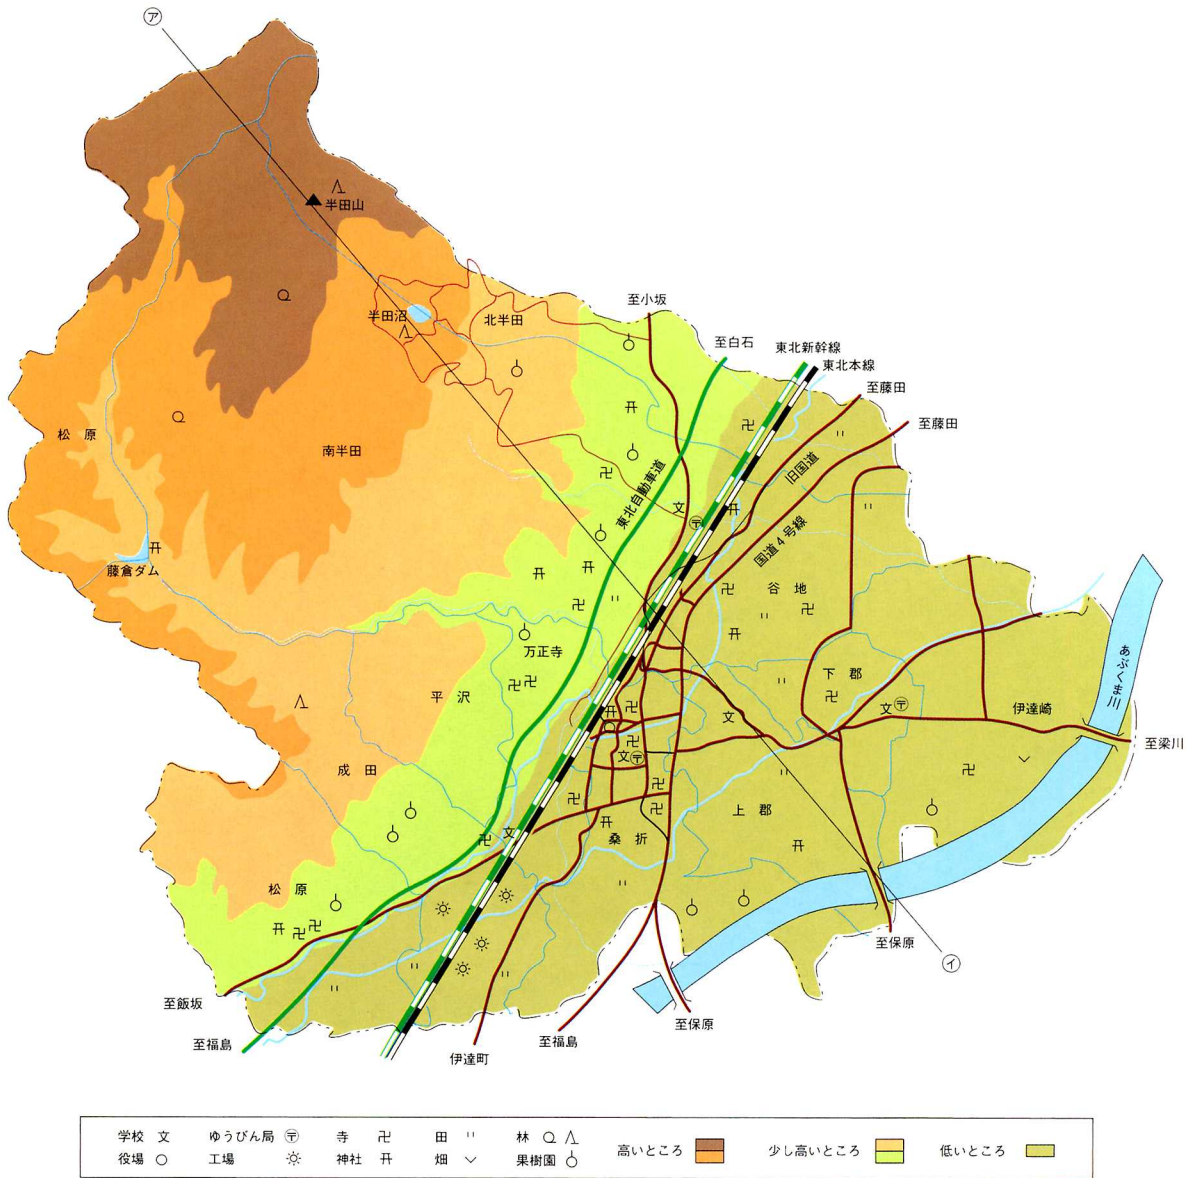 ㋐
半田山
半田沼
北半田
至小坂
至白石
東北新幹線
東北本線
至藤田
至藤田
松原
南半田
東北自動車道
旧国道
国道4号線
文
藤倉ダム
谷地
万正寺
平沢
下郡
文
伊達崎
あぶくま川
至梁川
成田
文
文
文
上郡
桑折
松原
至保原
㋑
至飯坂
至福島
伊達町
至福島
至保原
学校 文 ゆうびん局 〒 寺 卍 田 林 高いところ 少し高いところ 低いところ
役場 工場 神社 畑 果樹園